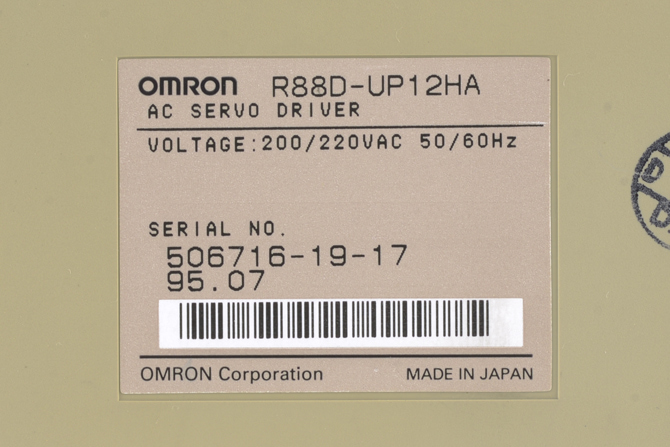 OMRON R88D-UP12HA
AC SERVO DRIVER
VOLTAGE:200/220VAC 50/60Hz
SERIAL NO.
506716-19-17
95.07
OMRON Corporation MADE IN JAPAN